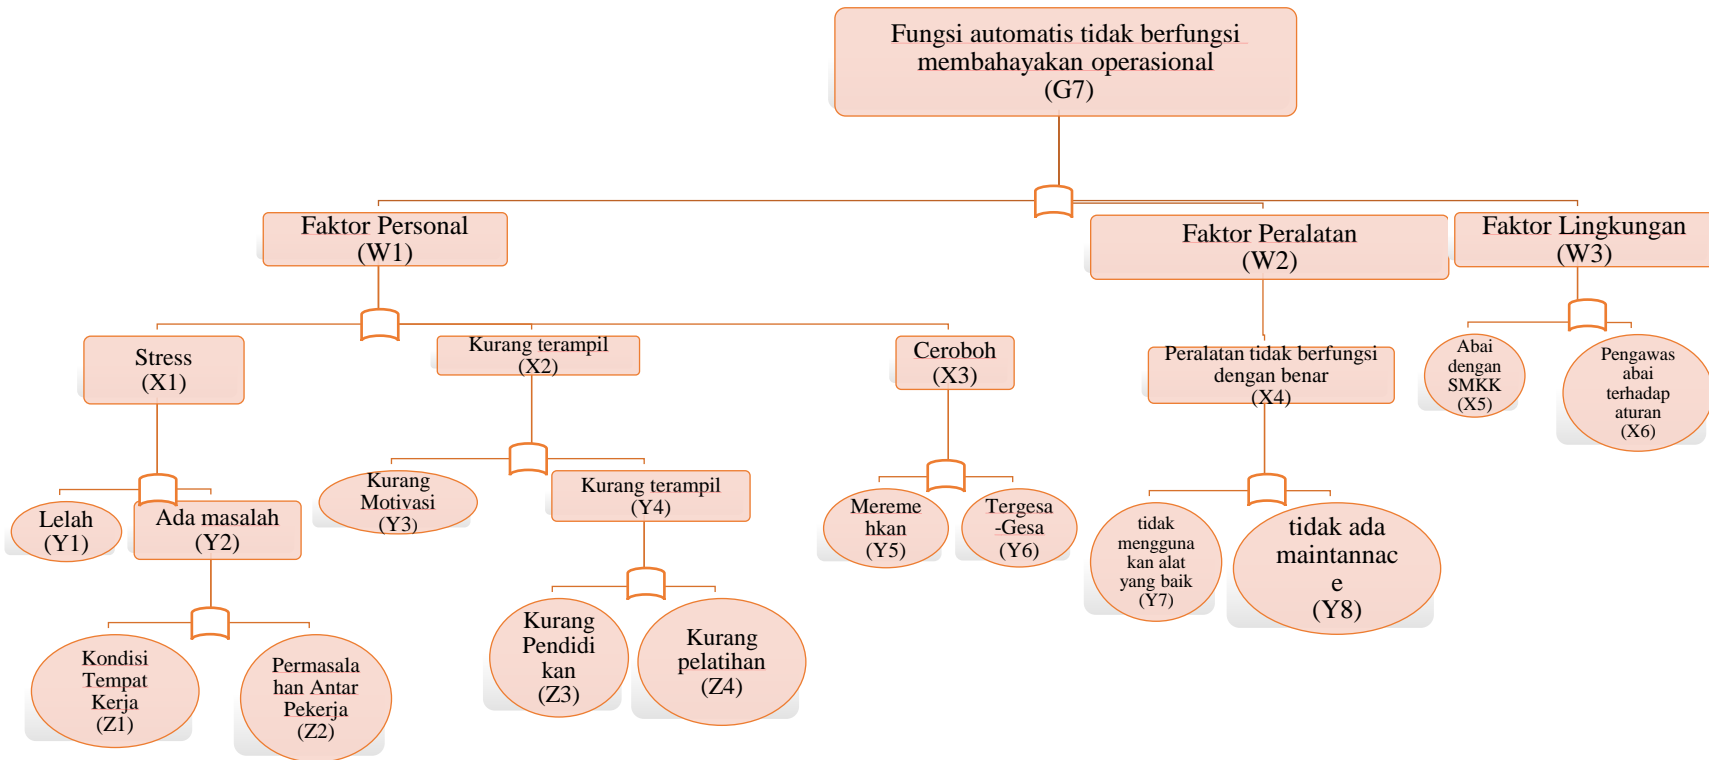 Fungsi automatis tidak berfungsi
membahayakan operasional
(G7)
Faktor Personal
(W1)
Faktor Peralatan
(W2)
Faktor Lingkungan
(W3)
Stress
(X1)
Kurang terampil
(X2)
Ceroboh
(X3)
Peralatan tidak berfungsi
dengan benar
(X4)
Abai
dengan
SMKK
(X5)
Pengawas
abai
terhadap
aturan
(X6)
Lelah
(Y1)
Ada masalah
(Y2)
Kurang
Motivasi
(Y3)
Kurang terampil
(Y4)
Mereme
hkan
(Y5)
Tergesa
-Gesa
(Y6)
tidak
mengguna
kan alat
yang baik
(Y7)
tidak ada
maintannac
e
(Y8)
Kondisi
Tempat
Kerja
(Z1)
Permasala
han Antar
Pekerja
(Z2)
Kurang
Pendidi
kan
(Z3)
Kurang
pelatihan
(Z4)